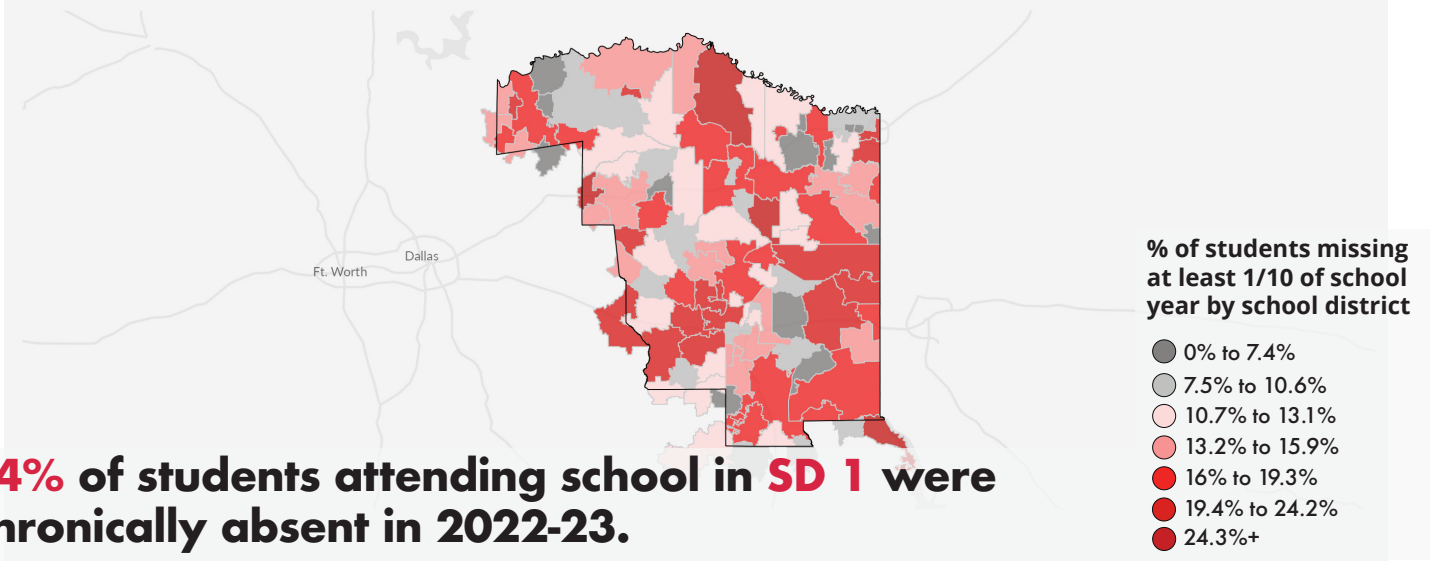 Dallas
Ft. Worth
% of students missing
at least 1/10 of school
year by school district
0% to 7.4%
7.5% to 10.6%
10.7% to 13.1%
13.2% to 15.9%
16% to 19.3%
19.4% to 24.2%
24.3%+
4% of students attending school in SD 1 were
hronically absent in 2022-23.